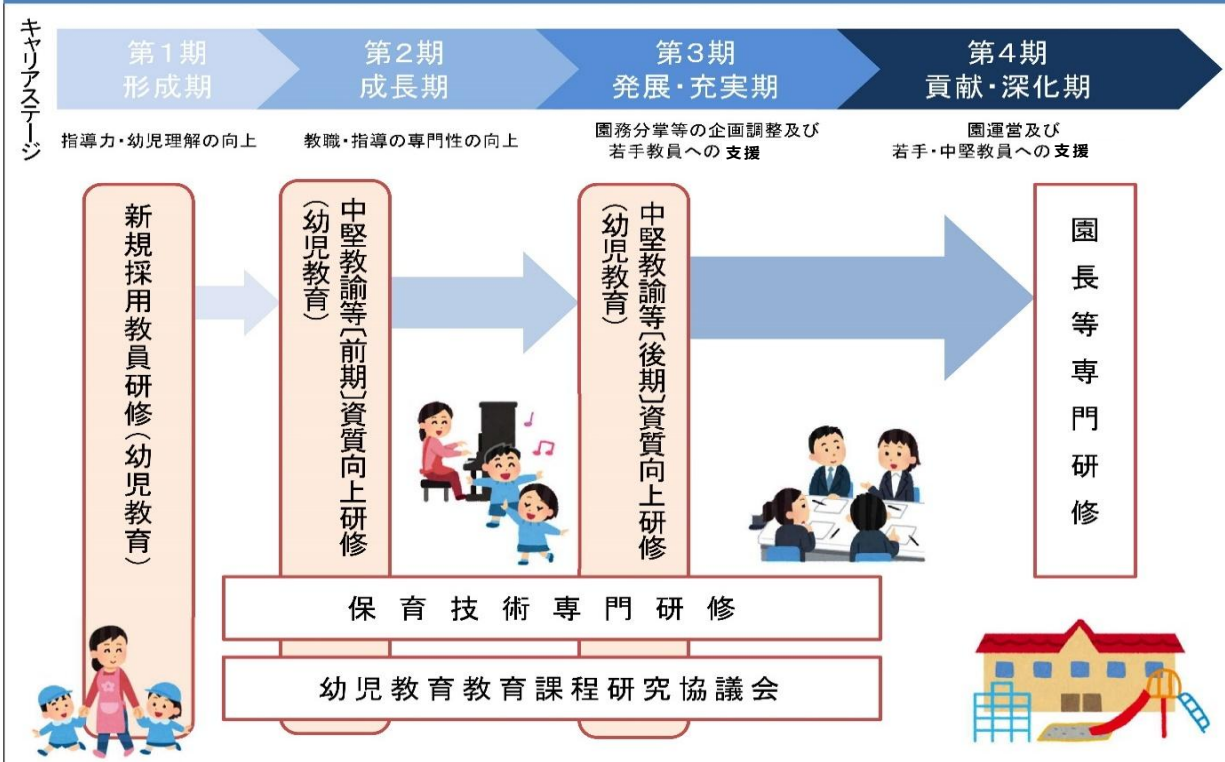 キャリアステージ
第1期
形成期
第2期
成長期
第3期
発展・充実期
第4期
貢献・深化期
指導力・幼児理解の向上
教職・指導の専門性の向上
園務分掌等の企画調整及び
若手教員への支援
園運営及び
若手・中堅教員への支援
新規採用教員研修(幼児教育)
中堅教諭等〔前期〕資質向上研修
(幼児教育)
中堅教諭等〔後期〕資質向上研修
(幼児教育)
園長等専門研修
保育技術専門研修
幼児教育教育課程研究協議会